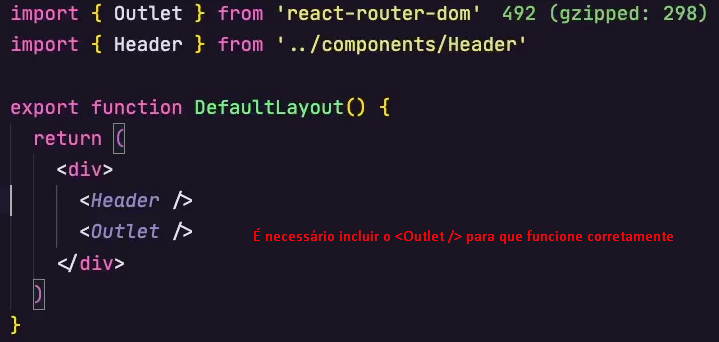 import { Outlet } from 'react-router-dom' 492 (gzipped: 298)
import { Header } from '../components/Header'
export function DefaultLayout() {
return (
<div>
<Header />
<Outlet />
É necessário incluir o <Outlet /> para que funcione corretamente
</div>
)
}